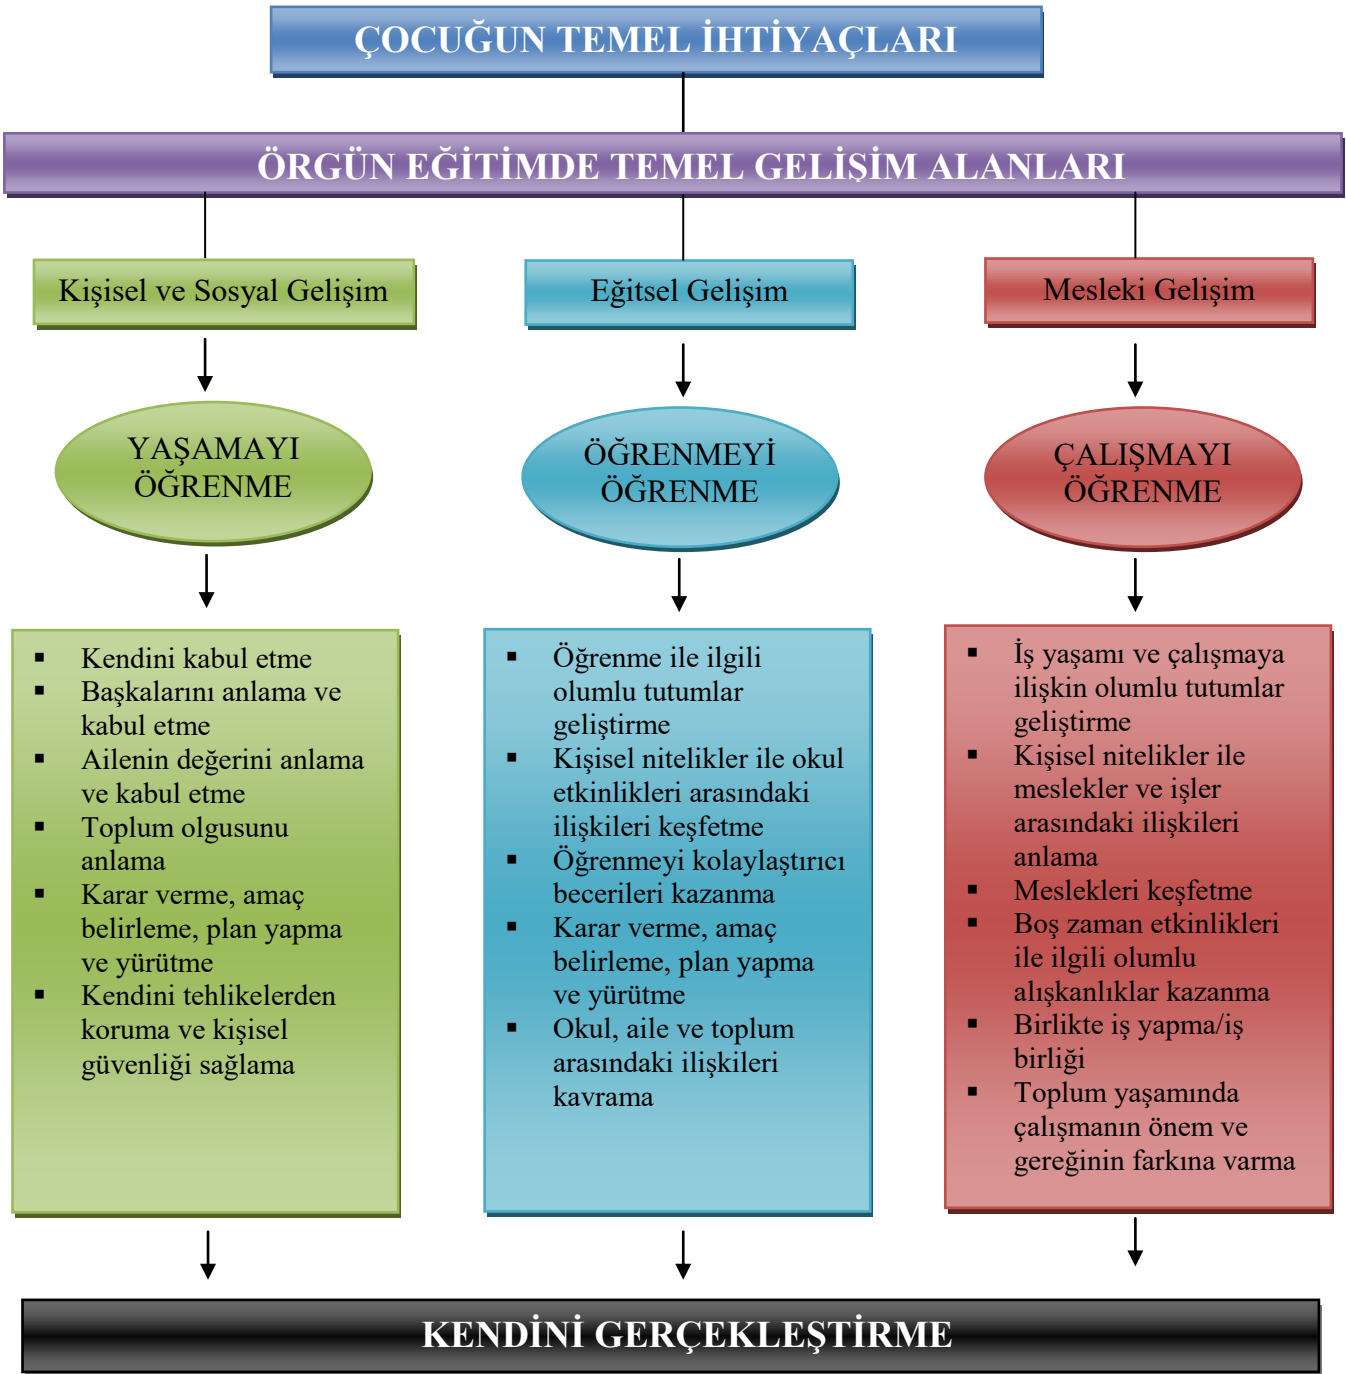 ÇOCUĞUN TEMEL İHTİYAÇLARI
ÖRGÜN EĞİTİMDE TEMEL GELİŞİM ALANLARI
Kişisel ve Sosyal Gelişim
Eğitsel Gelişim
Mesleki Gelişim
YAŞAMAYI
ÖĞRENME
ÖĞRENMEYİ
ÖĞRENME
ÇALIŞMAYI
ÖĞRENME
▪ Kendini kabul etme
▪ Başkalarını anlama ve
kabul etme
▪ Ailenin değerini anlama
ve kabul etme
▪ Toplum olgusunu
anlama
▪ Karar verme, amaç
belirleme, plan yapma
ve yürütme
▪ Kendini tehlikelerden
koruma ve kişisel
güvenliği sağlama
▪ Öğrenme ile ilgili
olumlu tutumlar
geliştirme
▪ Kişisel nitelikler ile okul
etkinlikleri arasındaki
ilişkileri keşfetme
▪ Öğrenmeyi kolaylaştırıcı
becerileri kazanma
▪ Karar verme, amaç
belirleme, plan yapma
ve yürütme
▪ Okul, aile ve toplum
arasındaki ilişkileri
kavrama
▪ İş yaşamı ve çalışmaya
ilişkin olumlu tutumlar
geliştirme
▪ Kişisel nitelikler ile
meslekler ve işler
arasındaki ilişkileri
anlama
▪ Meslekleri keşfetme
▪ Boş zaman etkinlikleri
ile ilgili olumlu
alışkanlıklar kazanma
▪ Birlikte iş yapma/iş
birliği
▪ Toplum yaşamında
çalışmanın önem ve
gereğinin farkına varma
KENDİNİ GERÇEKLEŞTİRME